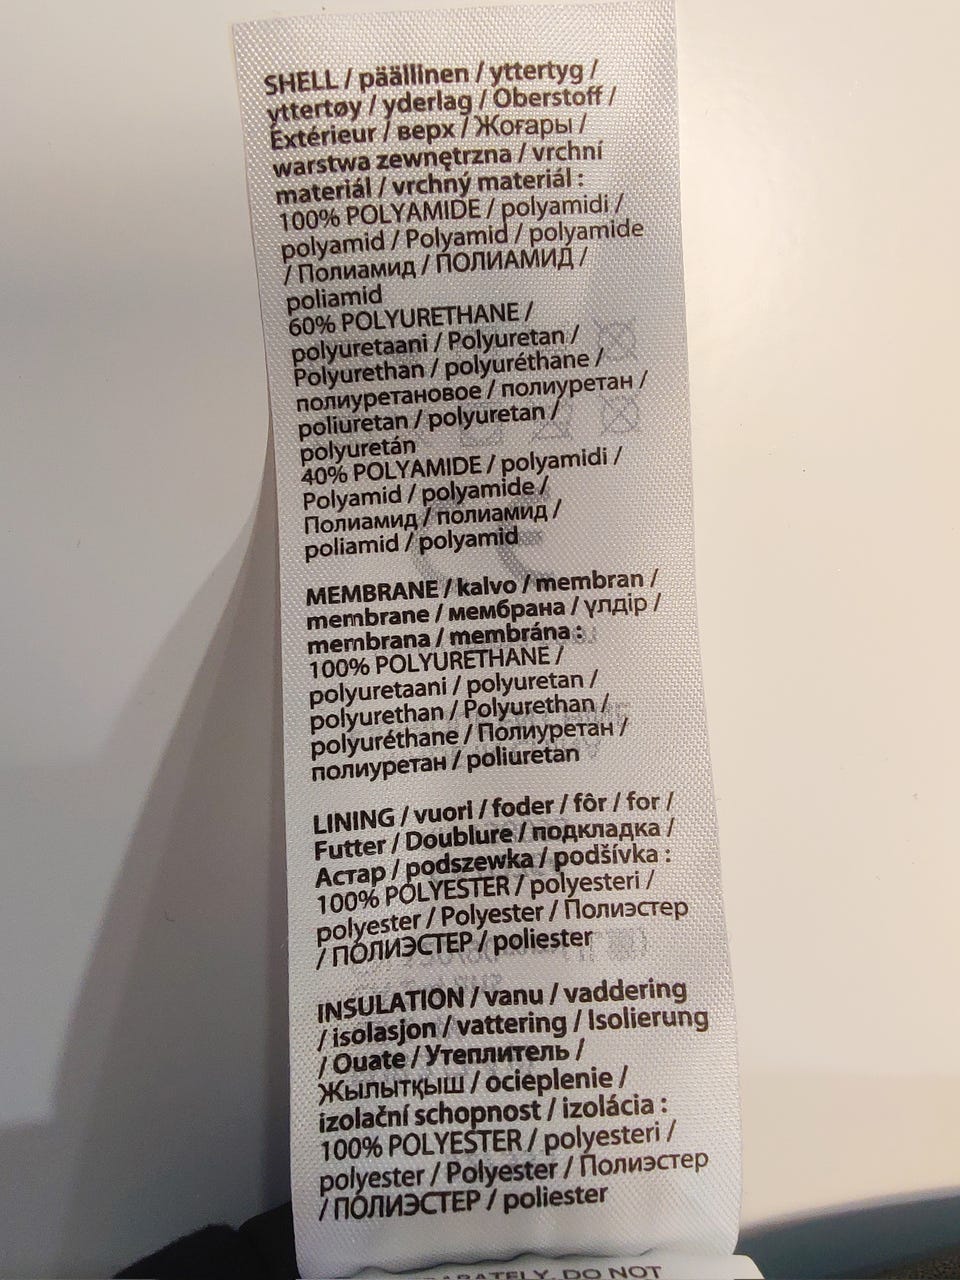 SHELL / päällinen / yttertyg /
yttertøy / yderlag / Oberstoff /
Extérieur / верх / Жоғары /
warstwa zewnętrzna / vrchní
materiál / vrchný materiál :
100% POLYAMIDE / polyamidi /
polyamid / Polyamid / polyamide
/ Полиамид / ПОЛИАМИД /
poliamid
60% POLYURETHANE /
polyuretaani / Polyuretan /
Polyurethan / polyuréthane /
полиуретановое / полиуретан /
poliuretan / polyuretan /
polyuretán
40% POLYAMIDE / polyamidi /
Polyamid / polyamide /
Полиамид / полиамид /
poliamid / polyamid
MEMBRANE / kalvo / membran /
membrane / мембрана / үлдір /
membrana / membrána :
100% POLYURETHANE /
polyuretaani / polyuretan /
polyurethan / Polyurethan /
polyuréthane / Полиуретан /
полиуретан / poliuretan
LINING / vuori / foder / fôr / for /
Futter / Doublure / подкладка /
Астар / podszewka / podšívka :
100% POLYESTER / polyesteri /
polyester / Polyester / Полиэстер
/ ПОЛИЭСТЕР / poliester
INSULATION / vanu / vaddering
/ isolasjon / vattering / Isolierung
/ Ouate / Утеплитель /
Жылытқыш / ocieplenie /
izolační schopnost / izolácia :
100% POLYESTER / polyesteri /
polyester / Polyester / Полиэстер
/ ПОЛИЭСТЕР / poliester
DO NOT